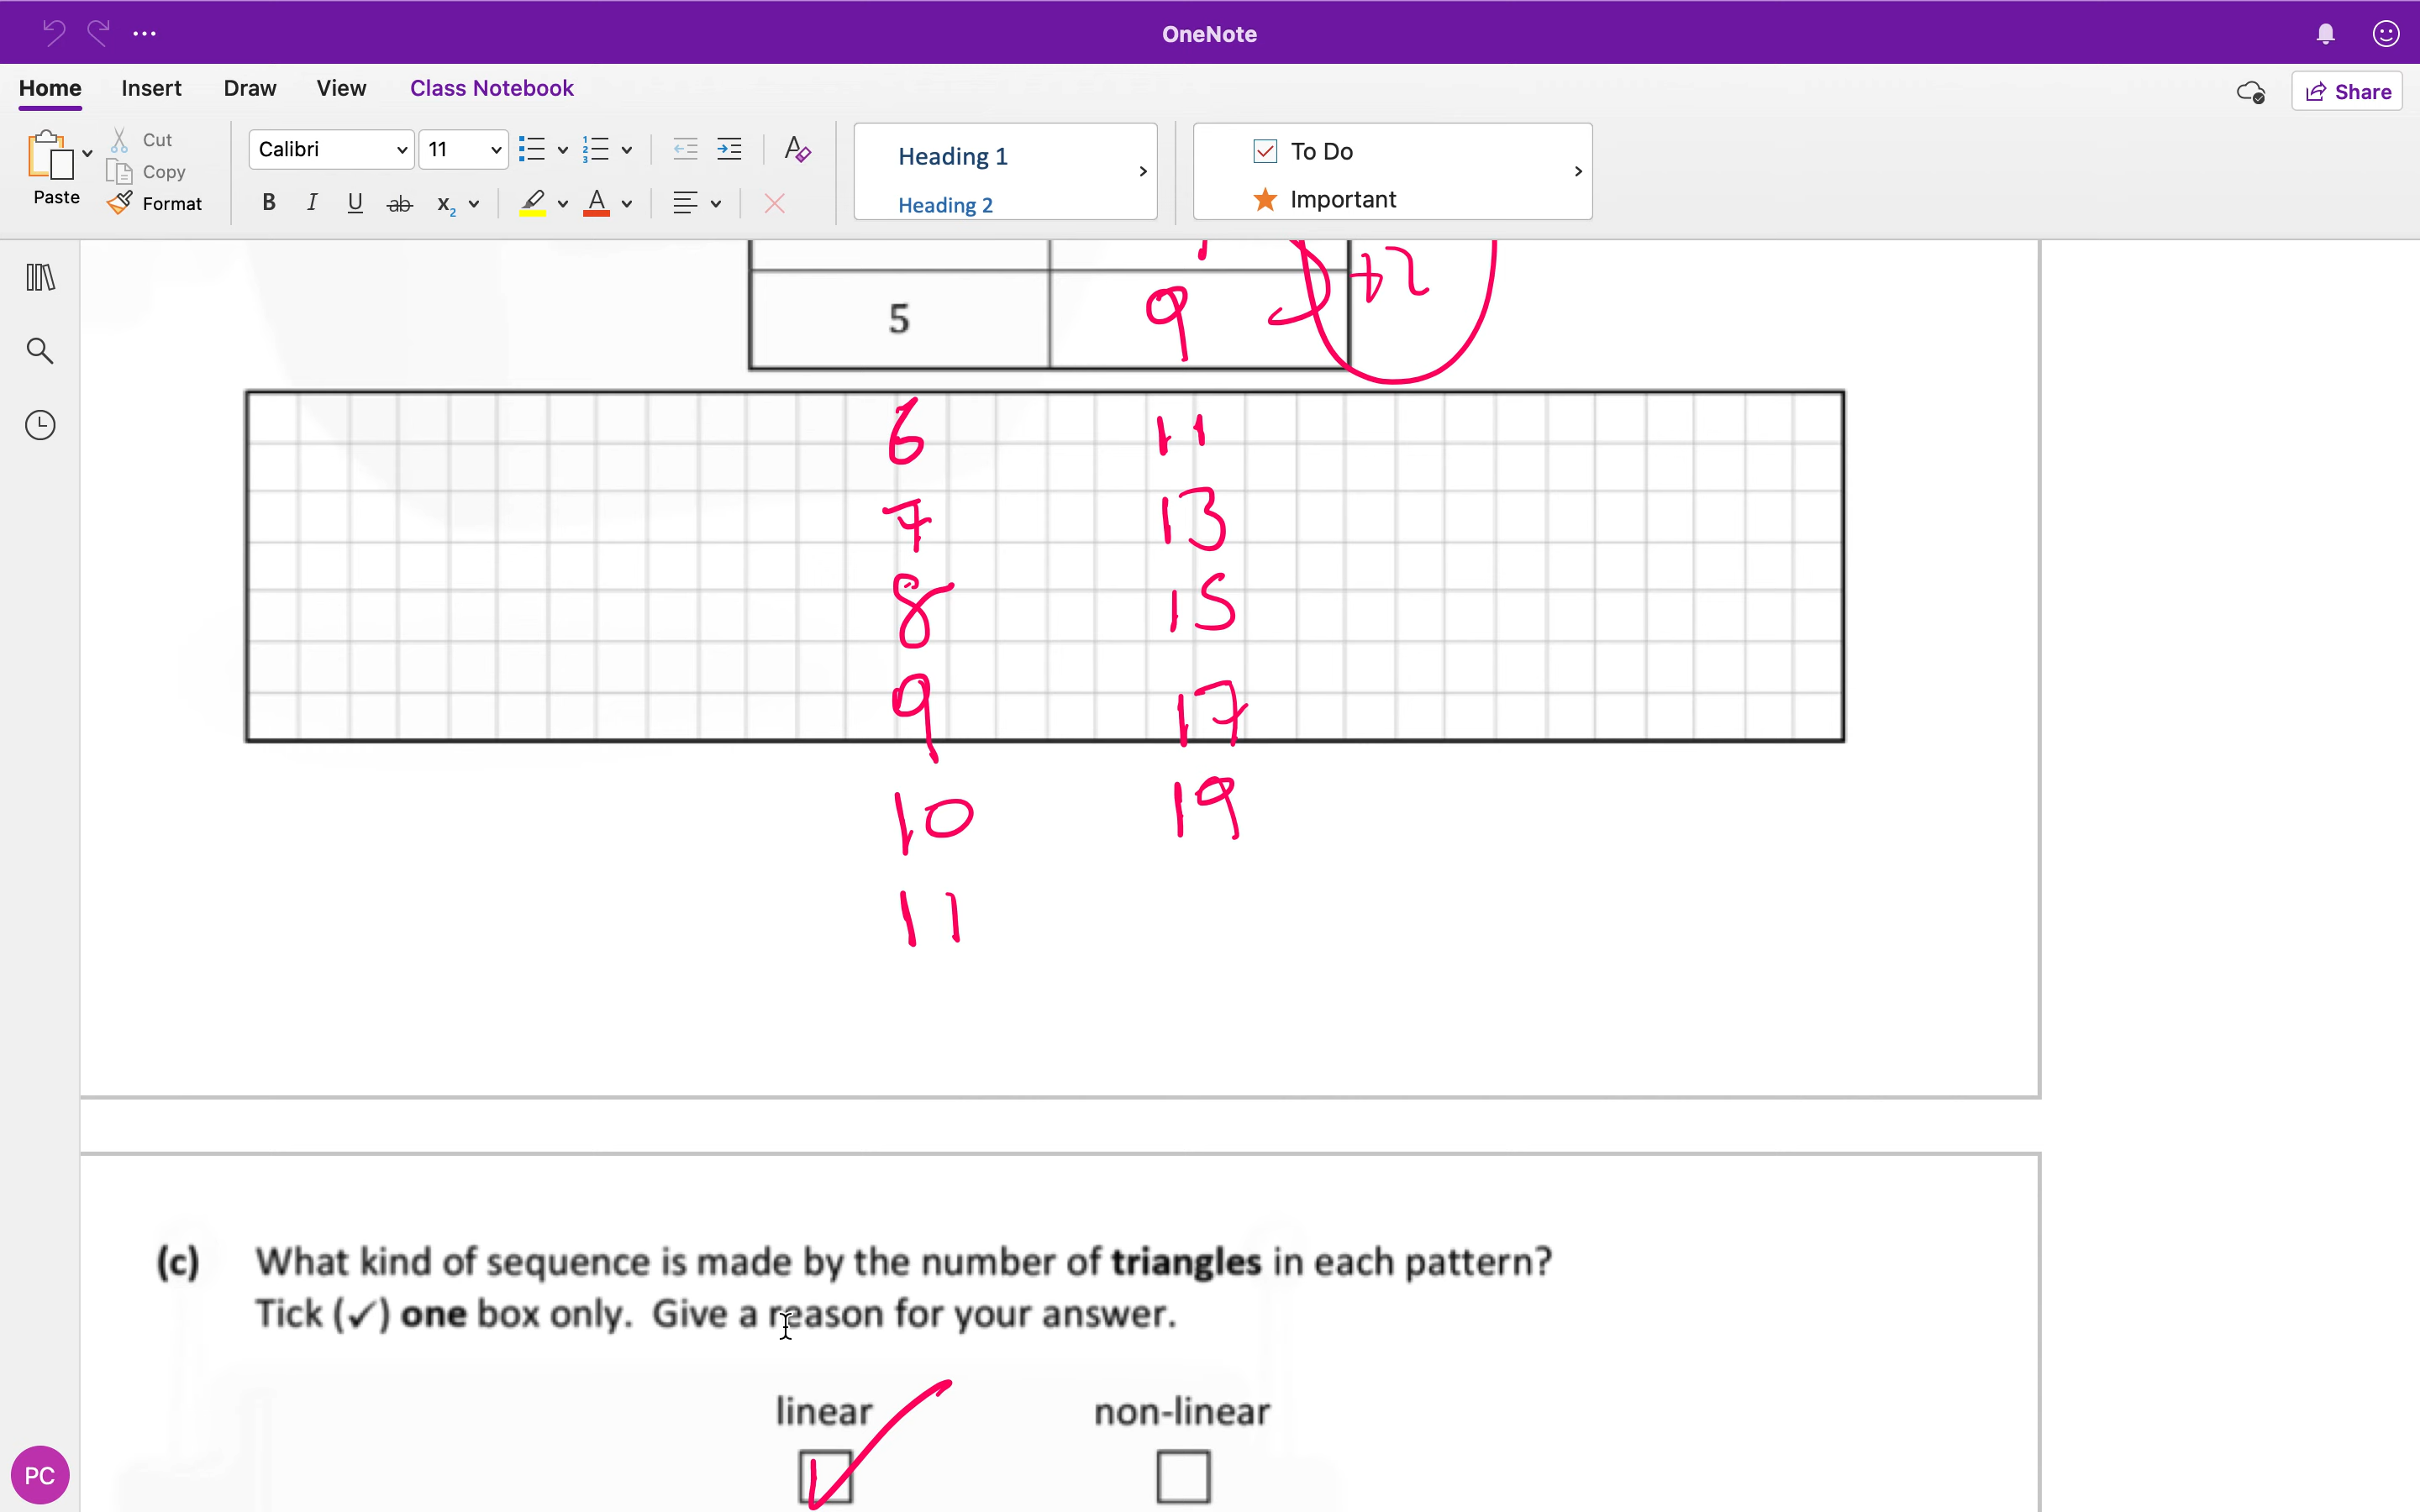 OneNote
Home Insert Draw View Class Notebook Share
Paste Cut Copy Format
Calibri 11
Heading 1
Heading 2
To Do
Important
+2
5 9
6 11
7 13
8 15
9 17
10 19
11
(c) What kind of sequence is made by the number of triangles in each pattern?
Tick (✓) one box only. Give a reason for your answer.
linear non-linear
PC